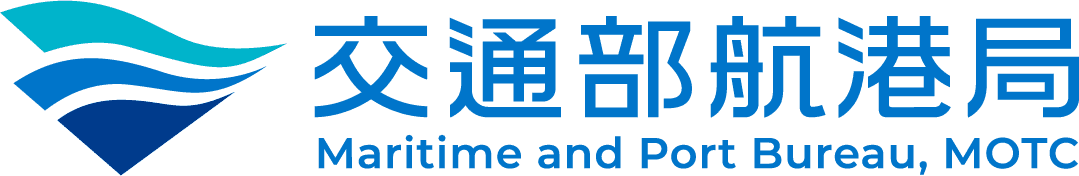 交通部航港局
Maritime and Port Bureau, MOTC